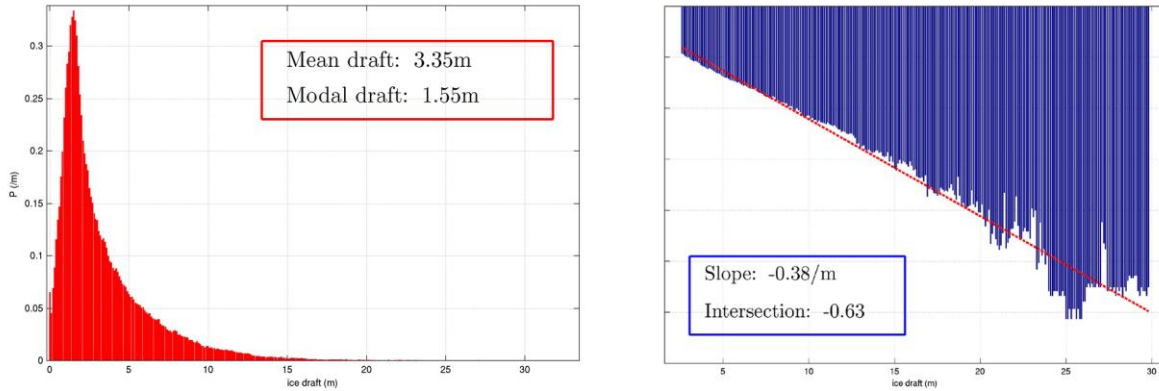 0.3
0.25
0.2
0.15
0.1
0.05
0
P (/m)
Mean draft: 3.35m
Modal draft: 1.55m
0 5 10 15 20 25 30
ice draft (m)
Slope: -0.38/m
Intersection: -0.63
5 10 15 20 25 30
ice draft (m)